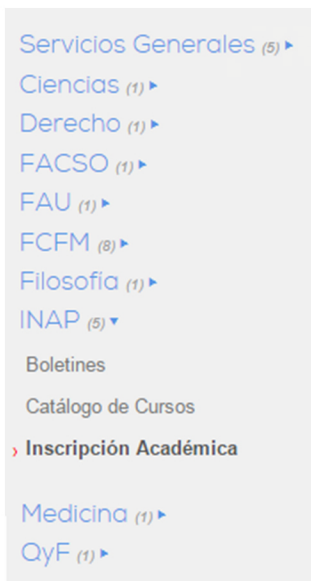 Servicios Generales (5)
Ciencias (1)
Derecho (1)
FACSO (1)
FAU (1)
FCFM (8)
Filosofía (1)
INAP (5)
Boletines
Catálogo de Cursos
› Inscripción Académica
Medicina (1)
QyF (1)